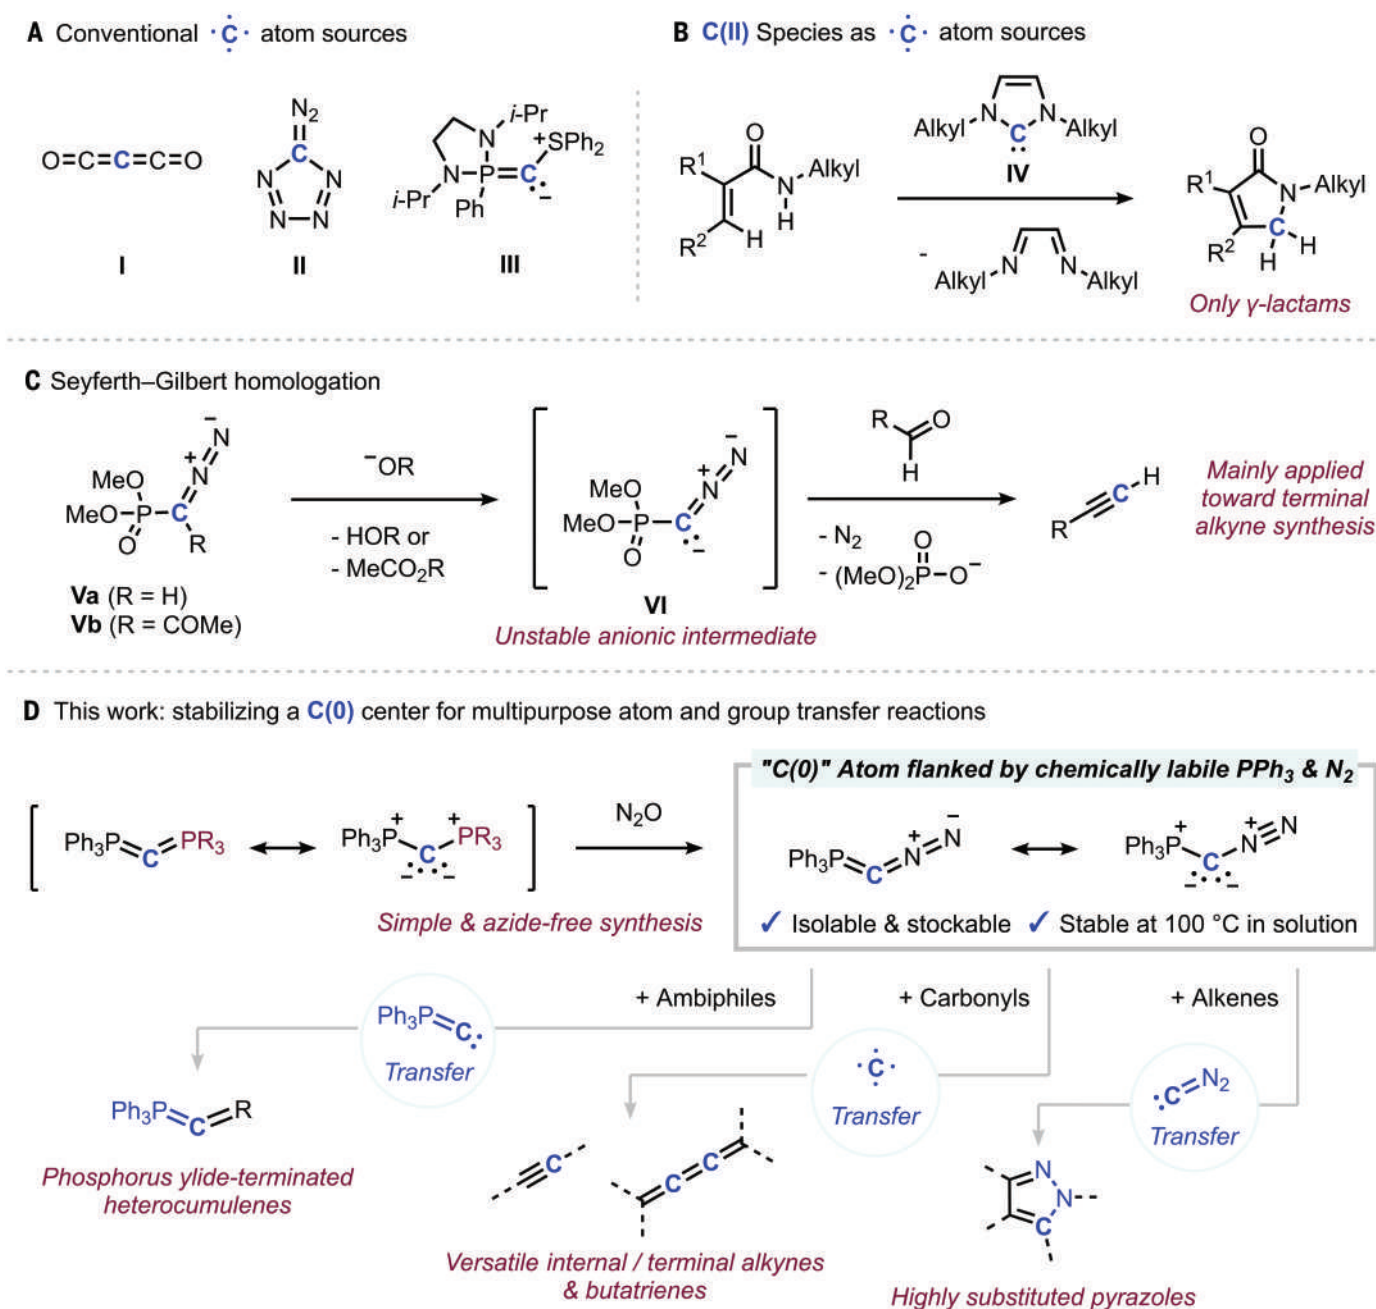 A Conventional ·C· atom sources
B C(II) Species as ·C· atom sources
O=C=C=C=O
I
N2
C
N
N
N
N
II
i-Pr
N
+
SPh2
N
P
C
i-Pr
Ph
–
III
R1
O
N
Alkyl
H
R2
H
Alkyl
N
N
Alkyl
C
IV
-
Alkyl
N
N
Alkyl
O
R1
N
Alkyl
C
R2
H
H
Only γ-lactams
C Seyferth–Gilbert homologation
–
N
+
N
MeO
MeO
P
C
O
R
Va (R = H)
Vb (R = COMe)
–OR
- HOR or
- MeCO2R
–
N
+
N
MeO
MeO
P
C
O
–
VI
Unstable anionic intermediate
R
O
H
- N2
O
- (MeO)2P–O–
H
C
R
Mainly applied
toward terminal
alkyne synthesis
D This work: stabilizing a C(0) center for multipurpose atom and group transfer reactions
Ph3P
C
PR3
+
+
Ph3P
C
PR3
–
–
N2O
Simple & azide-free synthesis
"C(0)" Atom flanked by chemically labile PPh3 & N2
–
N
+
N
Ph3P
C
+
+
N
Ph3P
N
C
–
–
✓ Isolable & stockable
✓ Stable at 100 °C in solution
+ Ambiphiles
+ Carbonyls
+ Alkenes
Ph3P
C
Transfer
·C·
Transfer
C
N2
Transfer
Ph3P
C
R
Phosphorus ylide-terminated
heterocumulenes
C
C
C
Versatile internal / terminal alkynes
& butatrienes
N
N
C
Highly substituted pyrazoles